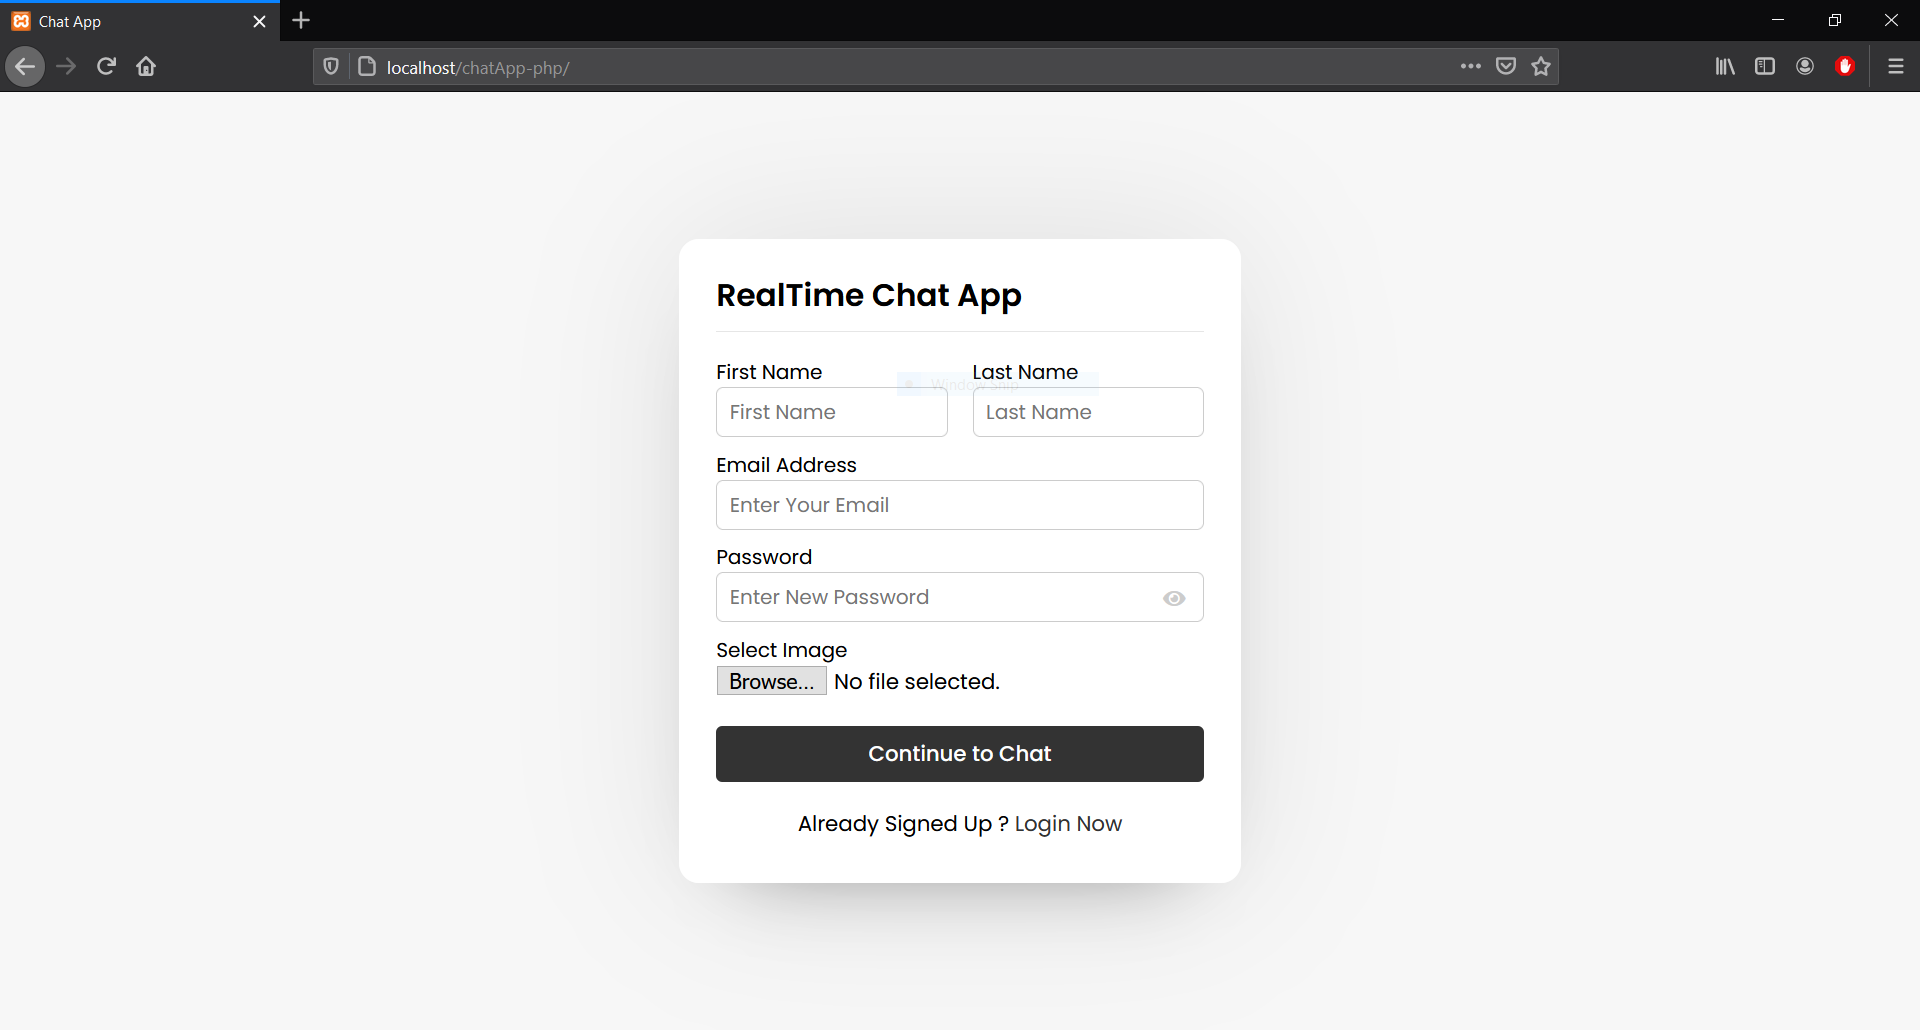 Chat App
localhost/chatApp-php/
RealTime Chat App
First Name Last Name
Window Snip
First Name Last Name
Email Address
Enter Your Email
Password
Enter New Password
Select Image
Browse... No file selected.
Continue to Chat
Already Signed Up ? Login Now